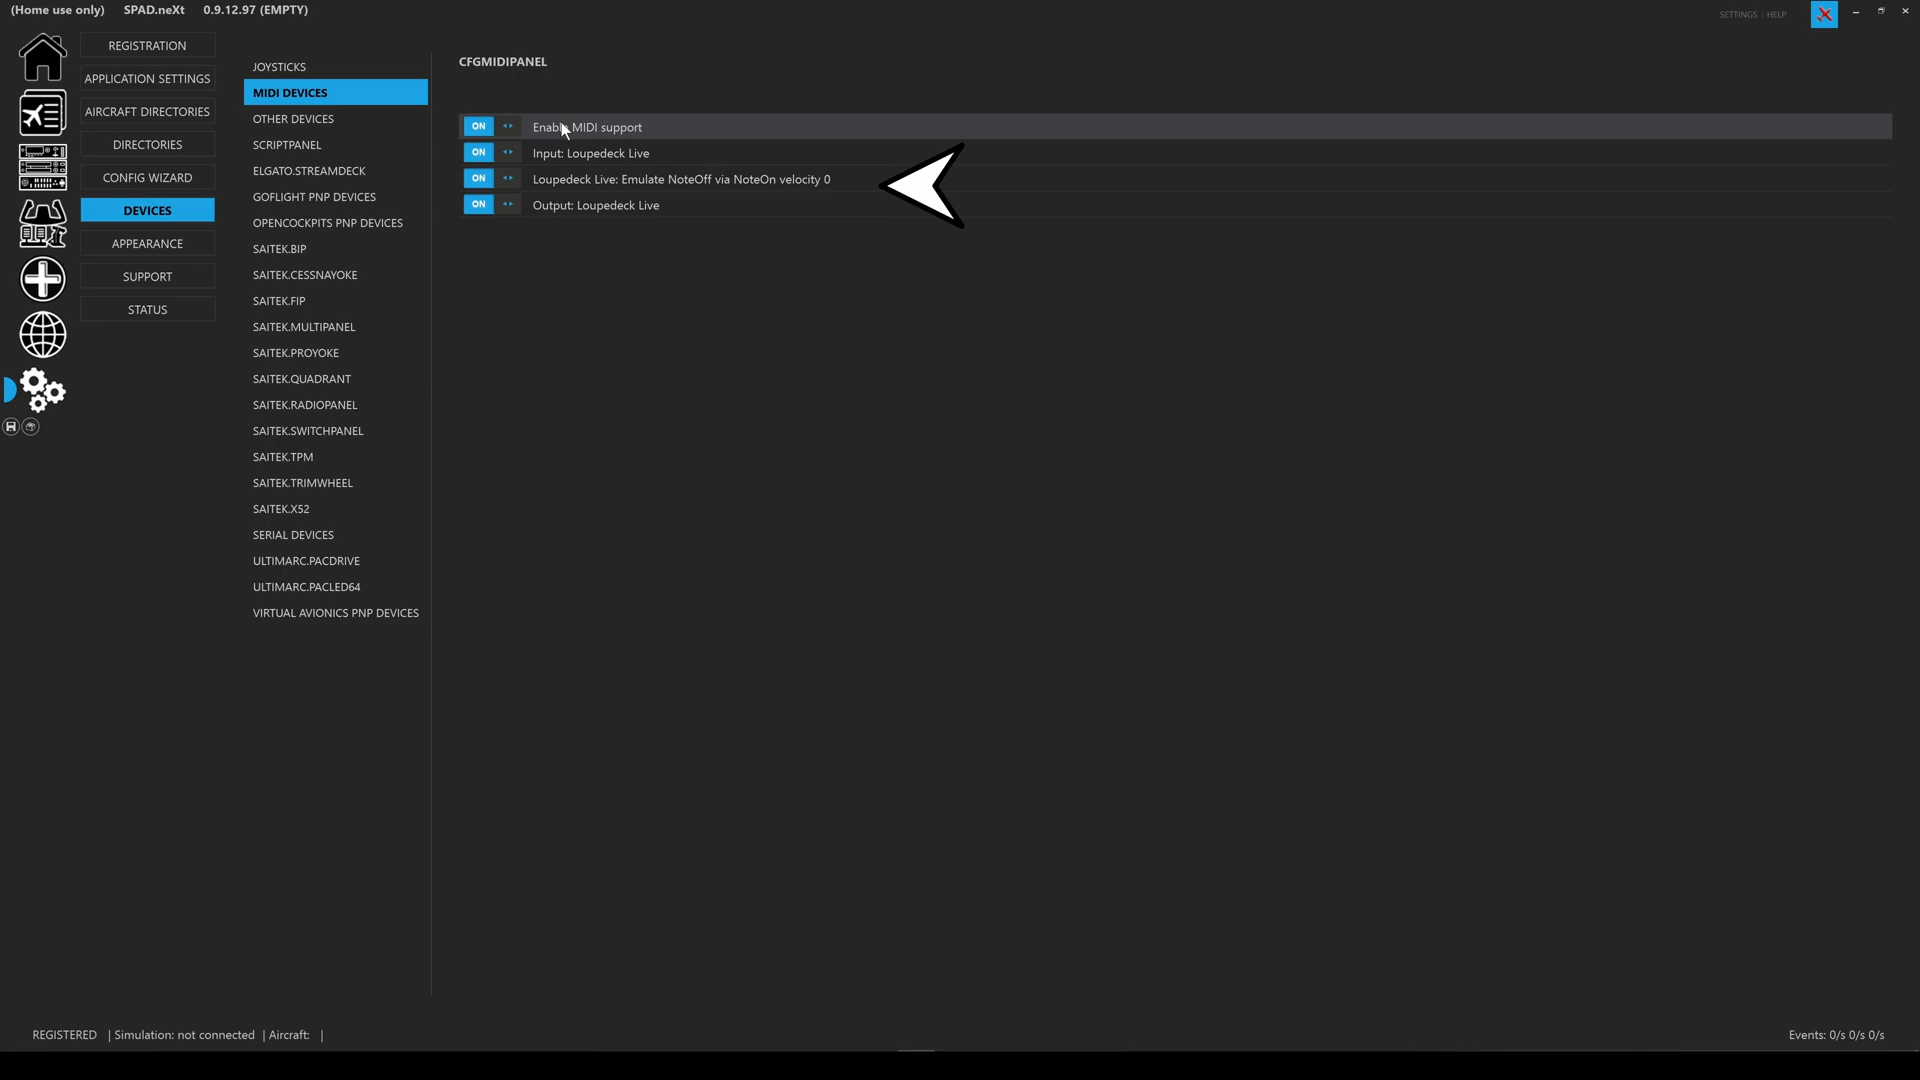 (Home use only) SPAD.neXt 0.9.12.97 (EMPTY)
SETTINGS | HELP
REGISTRATION
APPLICATION SETTINGS
AIRCRAFT DIRECTORIES
DIRECTORIES
CONFIG WIZARD
DEVICES
APPEARANCE
SUPPORT
STATUS
JOYSTICKS
MIDI DEVICES
OTHER DEVICES
SCRIPTPANEL
ELGATO.STREAMDECK
GOFLIGHT PNP DEVICES
OPENCOCKPITS PNP DEVICES
SAITEK.BIP
SAITEK.CESSNAYOKE
SAITEK.FIP
SAITEK.MULTIPANEL
SAITEK.PROYOKE
SAITEK.QUADRANT
SAITEK.RADIOPANEL
SAITEK.SWITCHPANEL
SAITEK.TPM
SAITEK.TRIMWHEEL
SAITEK.X52
SERIAL DEVICES
ULTIMARC.PACDRIVE
ULTIMARC.PACLED64
VIRTUAL AVIONICS PNP DEVICES
CFGMIDIPANEL
ON Enable MIDI support
ON Input: Loupedeck Live
ON Loupedeck Live: Emulate NoteOff via NoteOn velocity 0
ON Output: Loupedeck Live
REGISTERED | Simulation: not connected | Aircraft: |
Events: 0/s 0/s 0/s